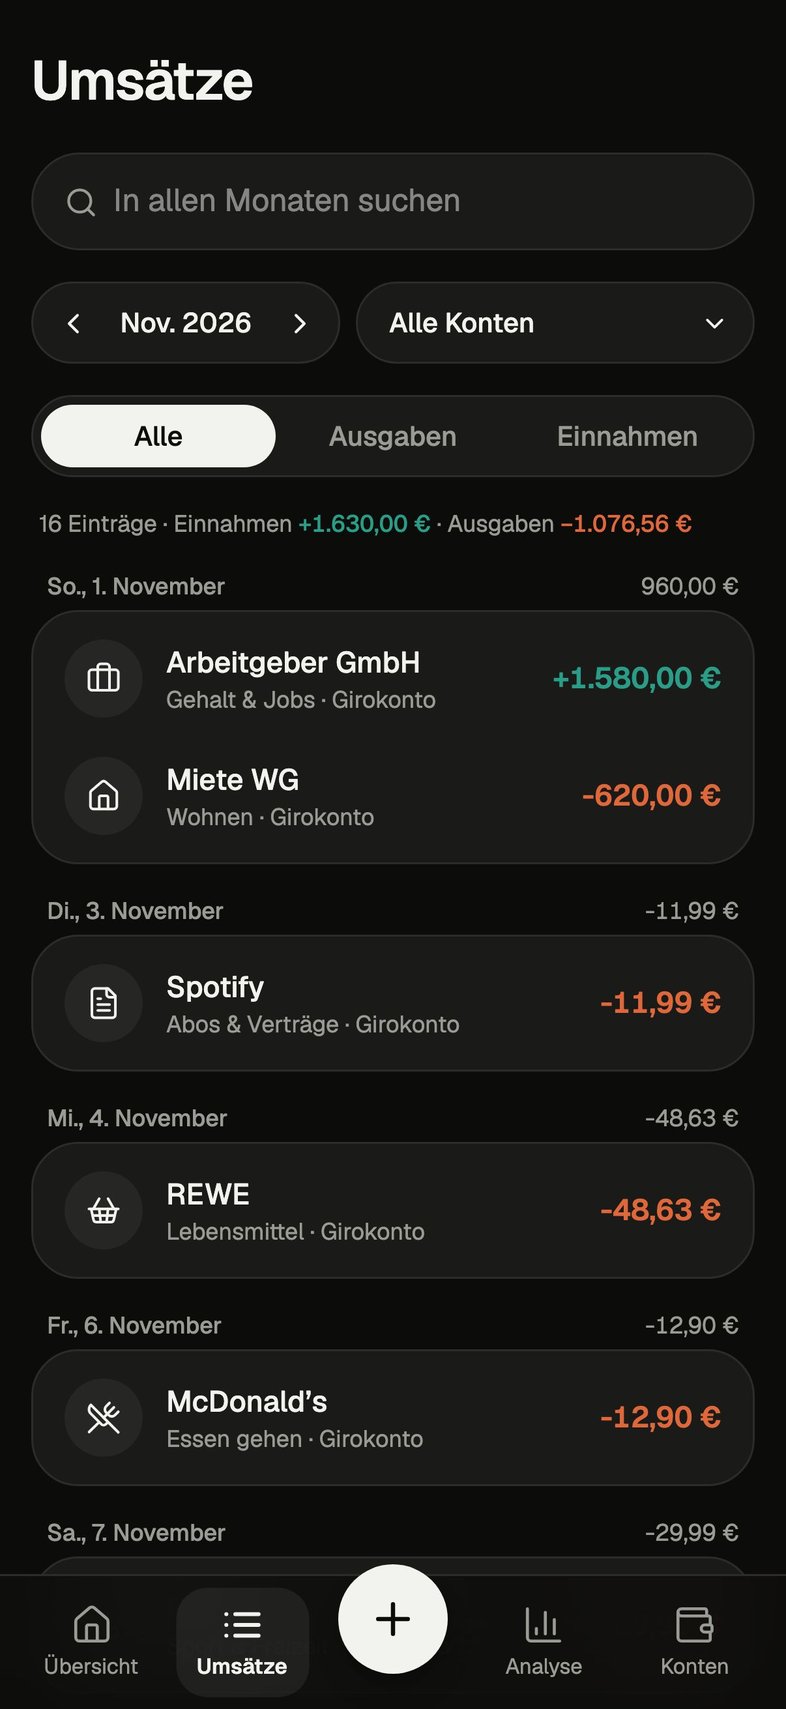 Umsätze
In allen Monaten suchen
Nov. 2026
Alle Konten
Alle
Ausgaben
Einnahmen
16 Einträge · Einnahmen +1.630,00 € · Ausgaben −1.076,56 €
So., 1. November
960,00 €
Arbeitgeber GmbH
Gehalt & Jobs · Girokonto
+1.580,00 €
Miete WG
Wohnen · Girokonto
-620,00 €
Di., 3. November
-11,99 €
Spotify
Abos & Verträge · Girokonto
-11,99 €
Mi., 4. November
-48,63 €
REWE
Lebensmittel · Girokonto
-48,63 €
Fr., 6. November
-12,90 €
McDonald’s
Essen gehen · Girokonto
-12,90 €
Sa., 7. November
-29,99 €
Übersicht
Umsätze
Analyse
Konten